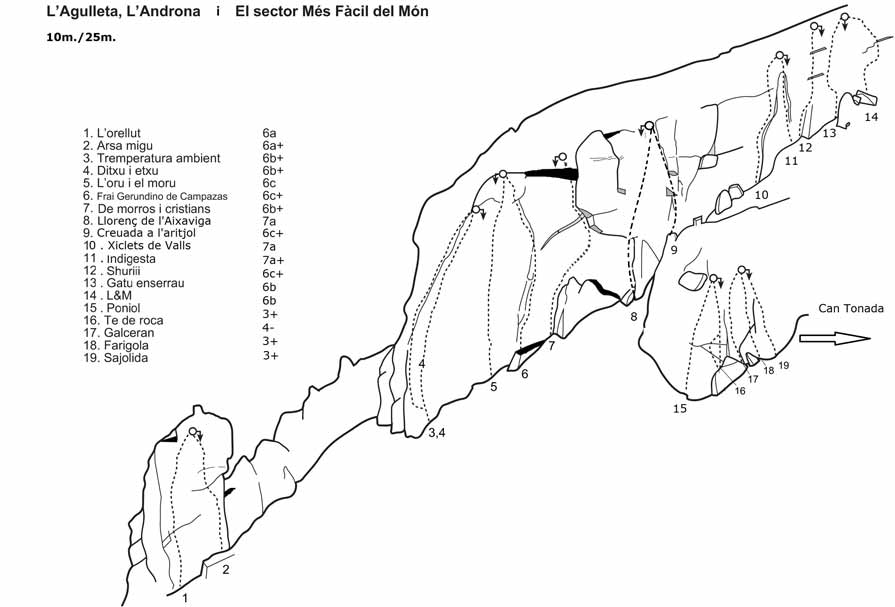 L'Agulleta, L'Androna i El sector Més Fàcil del Món
10m./25m.
1. L'orellut
2. Arsa migu
3. Tremperatura ambient
4. Ditxu i etxu
5. L'oru i el moru
6. Frai Gerundino de Campazas
7. De morros i cristians
8. Llorenç de l'Aixaviga
9. Creuada a l'aritjol
10 . Xiclets de Valls
11 . Indigesta
12 . Shuriii
13 . Gatu enserrau
14 . L&M
15 . Poniol
16. Te de roca
17. Galceran
18. Farigola
19. Sajolida
6a
6a+
6b+
6b+
6c
6c+
6b+
7a
6c+
7a
7a+
6c+
6b
6b
3+
4-
3+
3+
14
13
12
11
10
9
8
7
6
5
4
3,4
2
1
Can Tonada
19
18
17
16
15